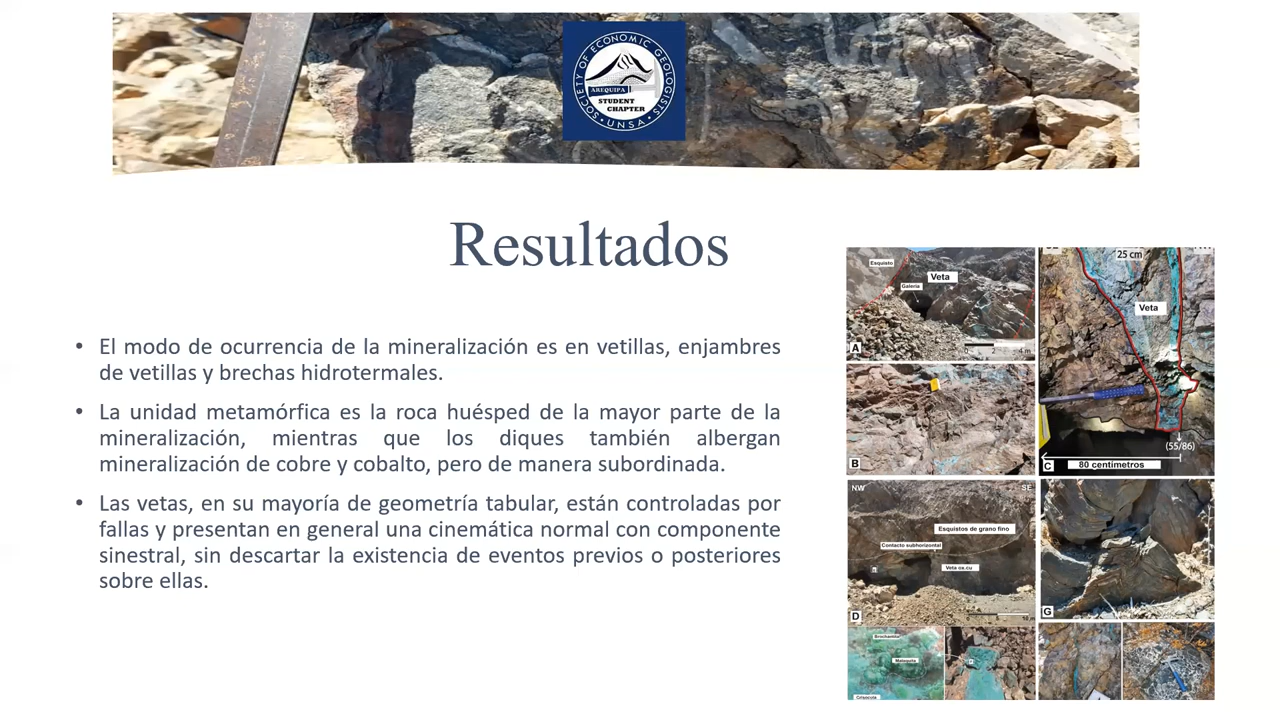 SOCIETY OF ECONOMIC GEOLOGISTS
AREQUIPA
STUDENT
CHAPTER
UNSA
Resultados
• El modo de ocurrencia de la mineralización es en vetillas, enjambres
de vetillas y brechas hidrotermales.
• La unidad metamórfica es la roca huésped de la mayor parte de la
mineralización, mientras que los diques también albergan
mineralización de cobre y cobalto, pero de manera subordinada.
• Las vetas, en su mayoría de geometría tabular, están controladas por
fallas y presentan en general una cinemática normal con componente
sinestral, sin descartar la existencia de eventos previos o posteriores
sobre ellas.
Esquisto
Veta
Galería
A
2
4 m
B
25 cm
Veta
(55/86)
C
80 centímetros
NW
SE
Esquistos de grano fino
Contacto subhorizontal
Veta ox.cu
D
G
Brochantita
Malaquita
Crisocola